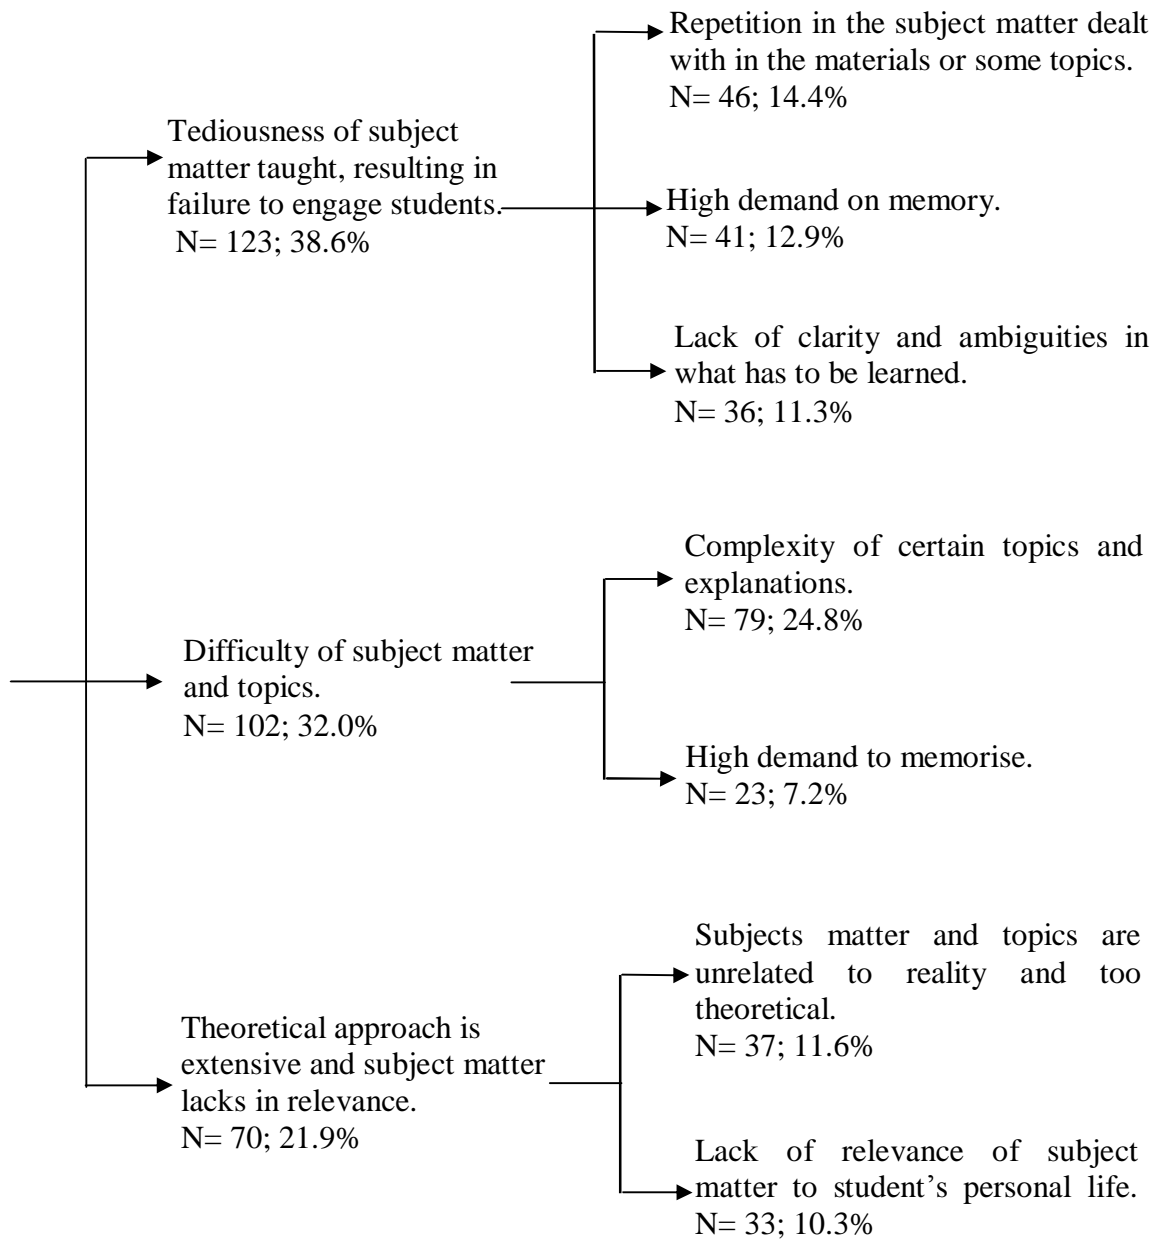 Repetition in the subject matter dealt
with in the materials or some topics.
N= 46; 14.4%
Tediousness of subject
matter taught, resulting in
failure to engage students.
N= 123; 38.6%
High demand on memory.
N= 41; 12.9%
Lack of clarity and ambiguities in
what has to be learned.
N= 36; 11.3%
Complexity of certain topics and
explanations.
N= 79; 24.8%
Difficulty of subject matter
and topics.
N= 102; 32.0%
High demand to memorise.
N= 23; 7.2%
Subjects matter and topics are
unrelated to reality and too
theoretical.
N= 37; 11.6%
Theoretical approach is
extensive and subject matter
lacks in relevance.
N= 70; 21.9%
Lack of relevance of subject
matter to student’s personal life.
N= 33; 10.3%